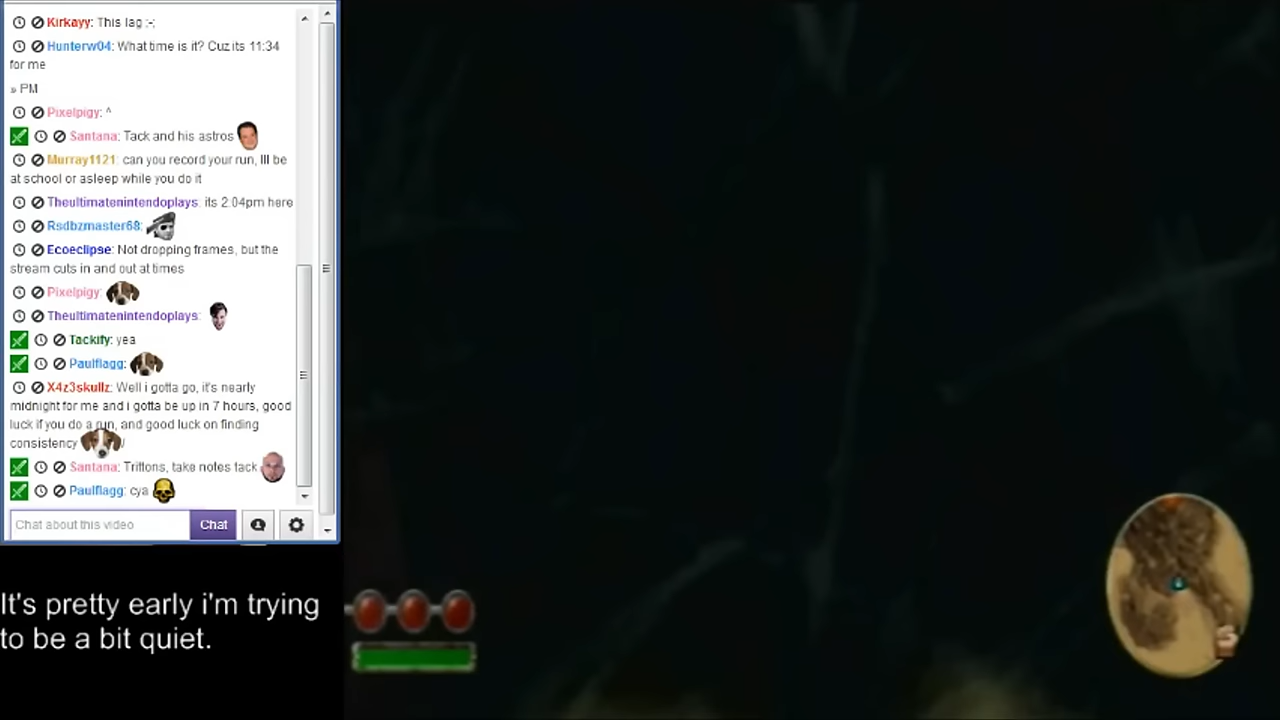 Kirkayy: This lag :-:
Hunterw04: What time is it? Cuz its 11:34
for me
» PM
Pixelpigy: ^
Santana: Tack and his astros
Murray1121: can you record your run, Ill be
at school or asleep while you do it
Theultimatenintendoplays: its 2.04pm here
Rsdbzmaster68:
Ecoeclipse: Not dropping frames, but the
stream cuts in and out at times
Pixelpigy:
Theultimatenintendoplays:
Tackify: yea
Paulflagg:
X4z3skullz: Well i gotta go, it's nearly
midnight for me and i gotta be up in 7 hours, good
luck if you do a run, and good luck on finding
consistency !
Santana: Triffons, take notes tack
Paulflagg: cya
Chat about this video
Chat
It's pretty early i'm trying
to be a bit quiet.